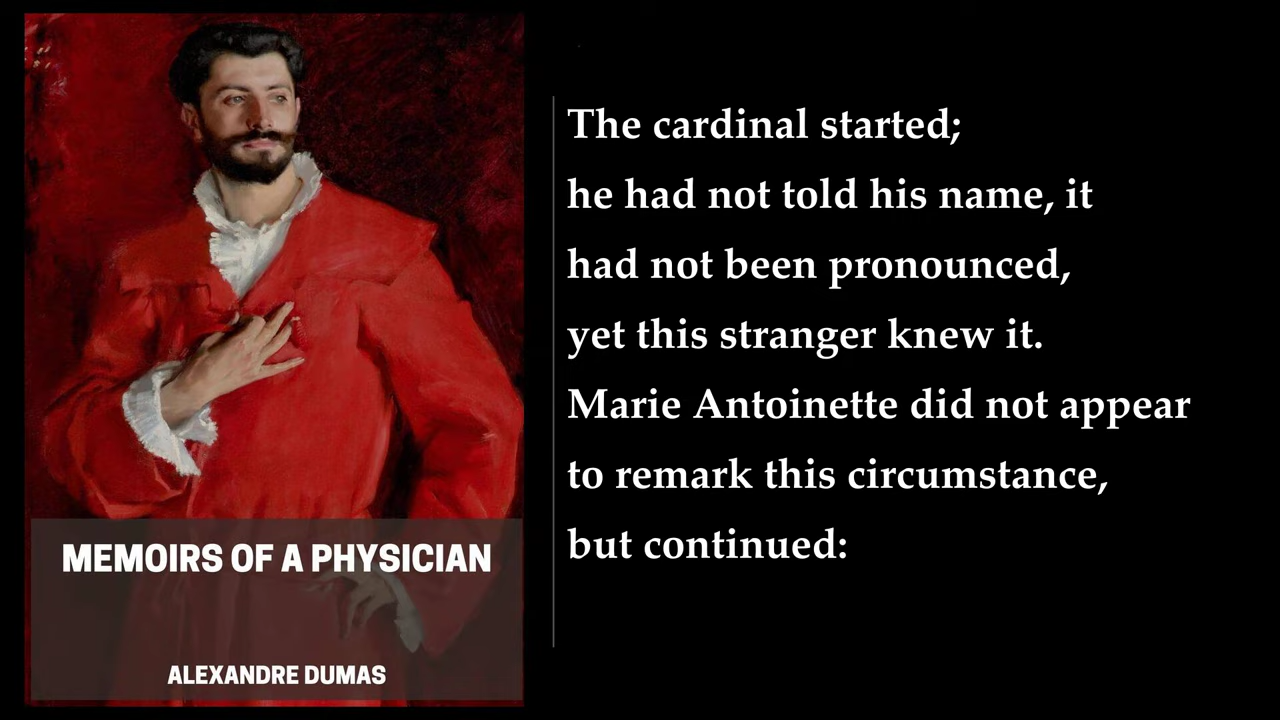 MEMOIRS OF A PHYSICIAN
ALEXANDRE DUMAS
The cardinal started;
he had not told his name, it
had not been pronounced,
yet this stranger knew it.
Marie Antoinette did not appear
to remark this circumstance,
but continued: